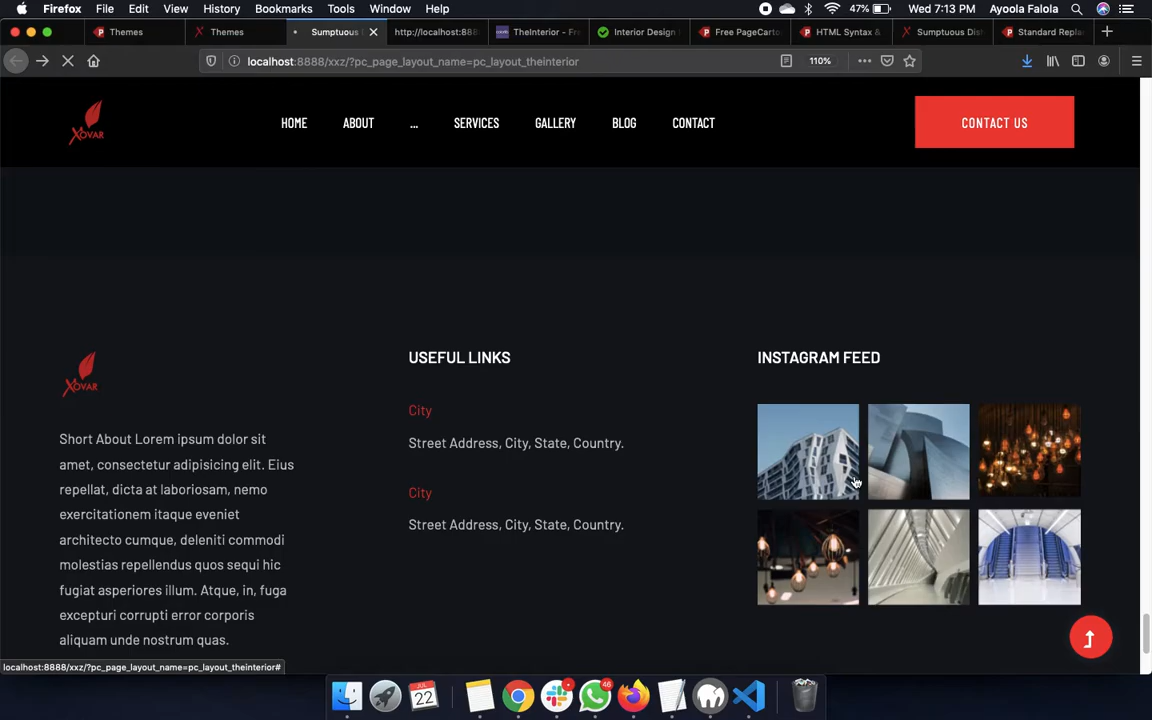 Firefox File Edit View History Bookmarks Tools Window Help 47% Wed 7:13 PM Ayoola Falola
Themes Themes Sumptuous http://localhost:888 TheInterior - Fre Interior Design Free PageCarto HTML Syntax & Sumptuous Dis Standard Repla
localhost:8888/xxz/?pc_page_layout_name=pc_layout_theinterior 110%
XOVAR HOME ABOUT ... SERVICES GALLERY BLOG CONTACT CONTACT US
XOVAR
Short About Lorem ipsum dolor sit
amet, consectetur adipisicing elit. Eius
repellat, dicta at laboriosam, nemo
exercitationem itaque eveniet
architecto cumque, deleniti commodi
molestias repellendus quos sequi hic
fugiat asperiores illum. Atque, in, fuga
excepturi corrupti error corporis
aliquam unde nostrum quas.
USEFUL LINKS
City
Street Address, City, State, Country.
City
Street Address, City, State, Country.
INSTAGRAM FEED
localhost:8888/xxz/?pc_page_layout_name=pc_layout_theinterior#
JUL
22
46